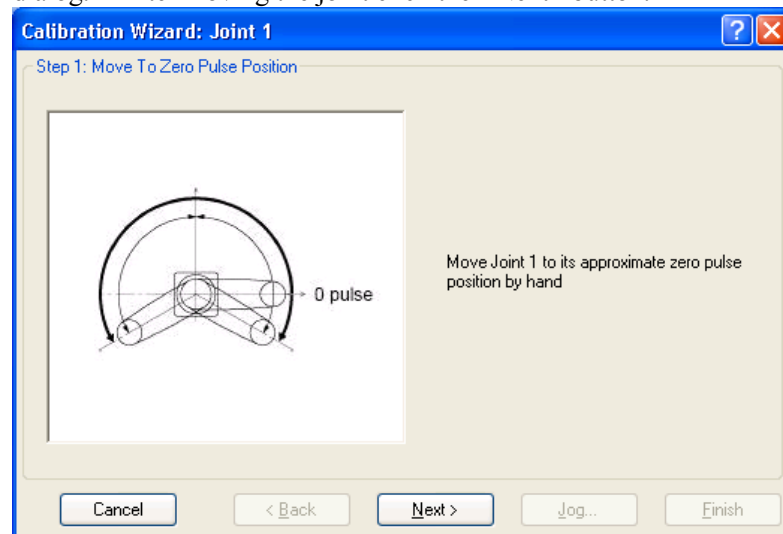 Calibration Wizard: Joint 1
Step 1: Move To Zero Pulse Position
0 pulse
Move Joint 1 to its approximate zero pulse
position by hand
Cancel
< Back
Next >
Jog...
Finish